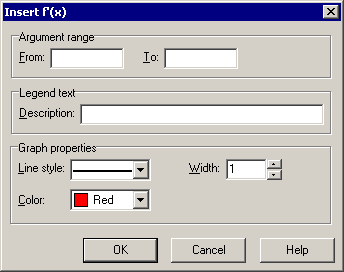 Insert f'(x)
Argument range
From: To:
Legend text
Description:
Graph properties
Line style: Width: 1
Color: Red
OK Cancel Help